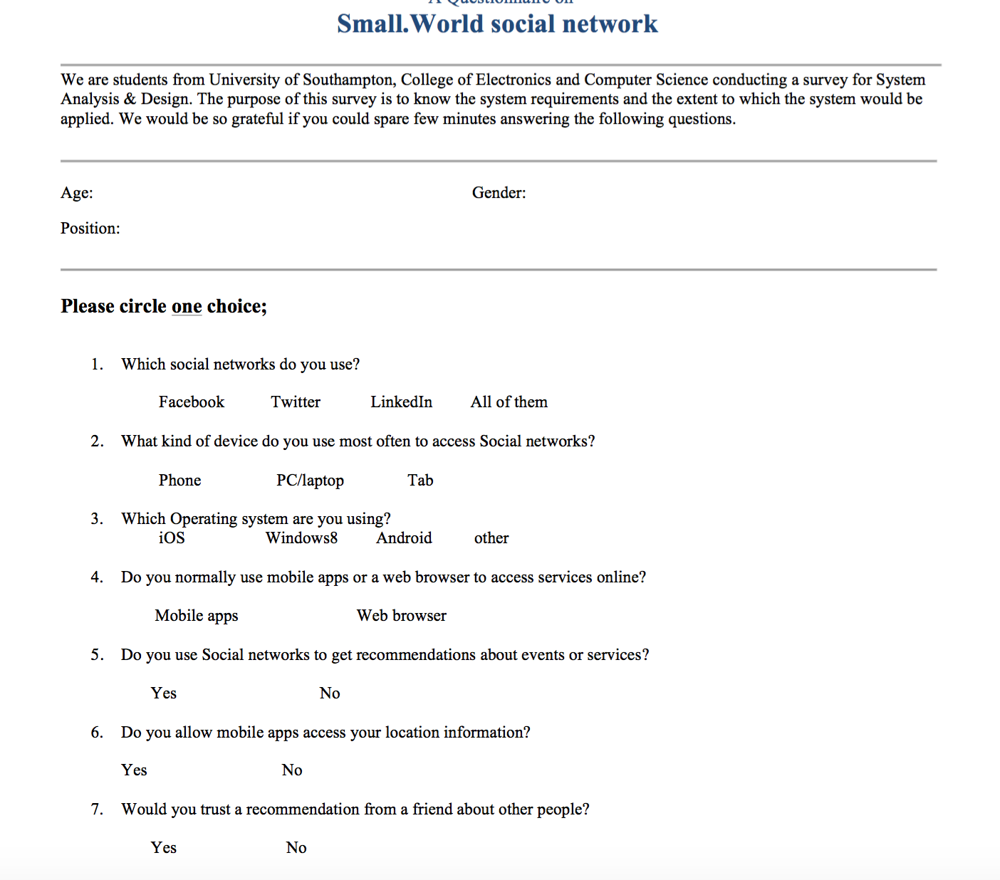 A Questionnaire on
Small.World social network
We are students from University of Southampton, College of Electronics and Computer Science conducting a survey for System
Analysis & Design. The purpose of this survey is to know the system requirements and the extent to which the system would be
applied. We would be so grateful if you could spare few minutes answering the following questions.
Age: Gender:
Position:
Please circle one choice;
1. Which social networks do you use?
Facebook Twitter LinkedIn All of them
2. What kind of device do you use most often to access Social networks?
Phone PC/laptop Tab
3. Which Operating system are you using?
iOS Windows8 Android other
4. Do you normally use mobile apps or a web browser to access services online?
Mobile apps Web browser
5. Do you use Social networks to get recommendations about events or services?
Yes No
6. Do you allow mobile apps access your location information?
Yes No
7. Would you trust a recommendation from a friend about other people?
Yes No